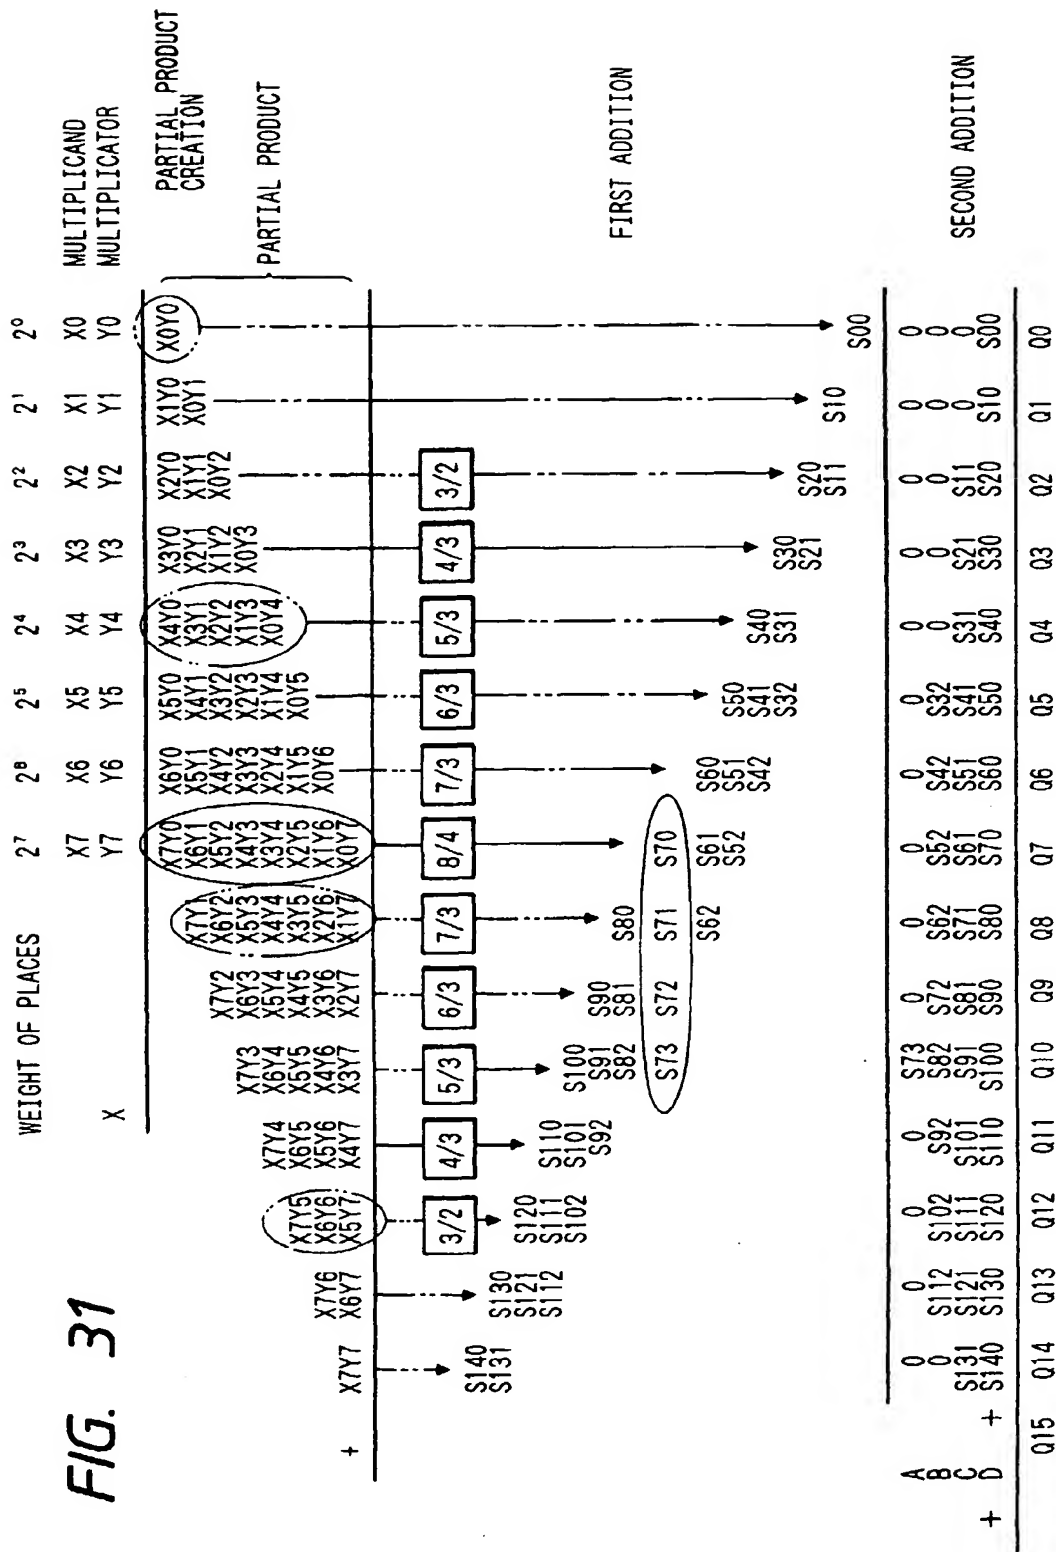 FIG. 31
WEIGHT OF PLACES 2⁷ 2⁶ 2⁵ 2⁴ 2³ 2² 2¹ 2⁰
X7 X6 X5 X4 X3 X2 X1 X0 MULTIPLICAND
X Y7 Y6 Y5 Y4 Y3 Y2 Y1 Y0 MULTIPLICATOR
X7Y0 X6Y0 X5Y0 X4Y0 X3Y0 X2Y0 X1Y0 X0Y0
X7Y1 X6Y1 X5Y1 X4Y1 X3Y1 X2Y1 X1Y1 X0Y1
X7Y2 X6Y2 X5Y2 X4Y2 X3Y2 X2Y2 X1Y2 X0Y2
X7Y3 X6Y3 X5Y3 X4Y3 X3Y3 X2Y3 X1Y3 X0Y3
X7Y4 X6Y4 X5Y4 X4Y4 X3Y4 X2Y4 X1Y4 X0Y4
X7Y5 X6Y5 X5Y5 X4Y5 X3Y5 X2Y5 X1Y5 X0Y5
X7Y6 X6Y6 X5Y6 X4Y6 X3Y6 X2Y6 X1Y6 X0Y6
+ X7Y7 X6Y7 X5Y7 X4Y7 X3Y7 X2Y7 X1Y7 X0Y7
PARTIAL PRODUCT
CREATION
PARTIAL PRODUCT
3/2 4/3 5/3 6/3 7/3 8/4 7/3 6/3 5/3 4/3 3/2
S140
S131 S130
S121 S120
S112 S111 S110
S102 S101 S100
S92 S91 S90
S82 S81 S80
S73 S72 S71 S70
S62 S61 S60
S52 S51 S50
S42 S41 S40
S32 S31 S30
S21 S20
S11 S10
S00
FIRST ADDITION
A 0 0 0 0 S73 0 0 0 0 0 0 0 0 0 0
B 0 S112 S102 S92 S82 S72 S62 S52 S42 S32 0 0 0 0 0
C S131 S121 S111 S101 S91 S81 S71 S61 S51 S41 S31 S21 S11 0 0
+ D + S140 S130 S120 S110 S100 S90 S80 S70 S60 S50 S40 S30 S20 S10 S00
SECOND ADDITION
Q15 Q14 Q13 Q12 Q11 Q10 Q9 Q8 Q7 Q6 Q5 Q4 Q3 Q2 Q1 Q0